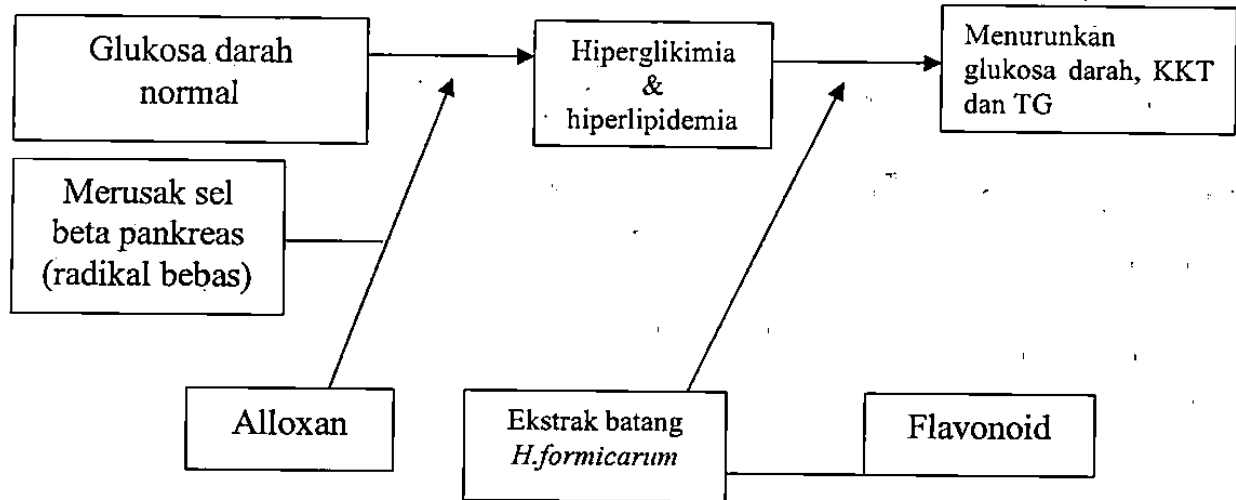 Glukosa darah
normal
Hiperglikimia
&
hiperlipidemia
Menurunkan
glukosa darah, KKT
dan TG
Merusak sel
beta pankreas
(radikal bebas)
Alloxan
Ekstrak batang
H.formicarum
Flavonoid